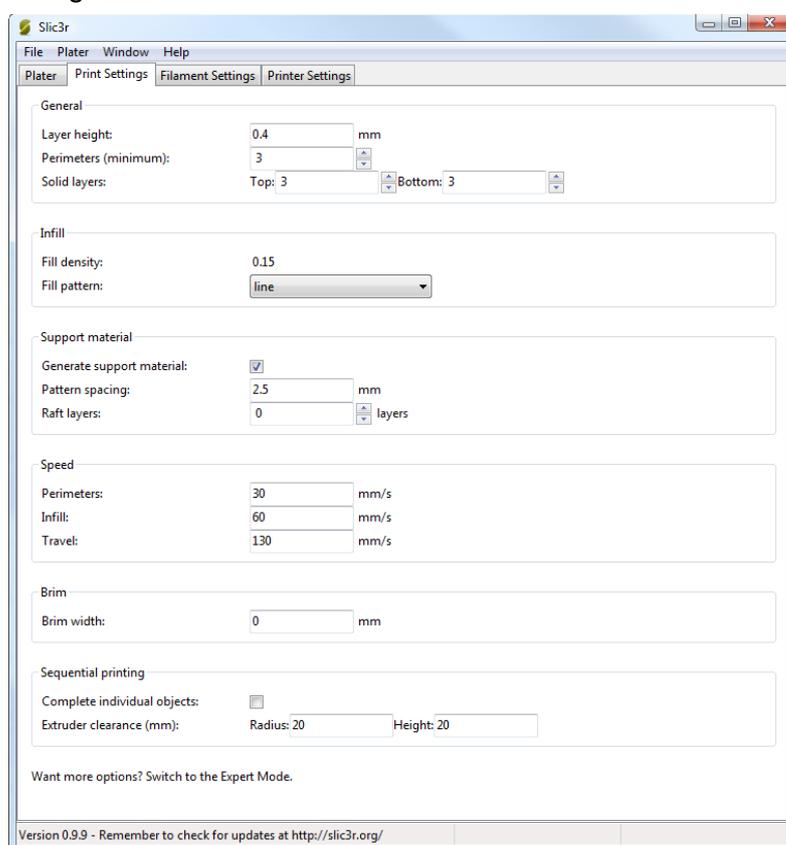 Slic3r
File Plater Window Help
Plater Print Settings Filament Settings Printer Settings
General
Layer height: 0.4 mm
Perimeters (minimum): 3
Solid layers: Top: 3 Bottom: 3
Infill
Fill density: 0.15
Fill pattern: line
Support material
Generate support material:
Pattern spacing: 2.5 mm
Raft layers: 0 layers
Speed
Perimeters: 30 mm/s
Infill: 60 mm/s
Travel: 130 mm/s
Brim
Brim width: 0 mm
Sequential printing
Complete individual objects:
Extruder clearance (mm): Radius: 20 Height: 20
Want more options? Switch to the Expert Mode.
Version 0.9.9 - Remember to check for updates at http://slic3r.org/